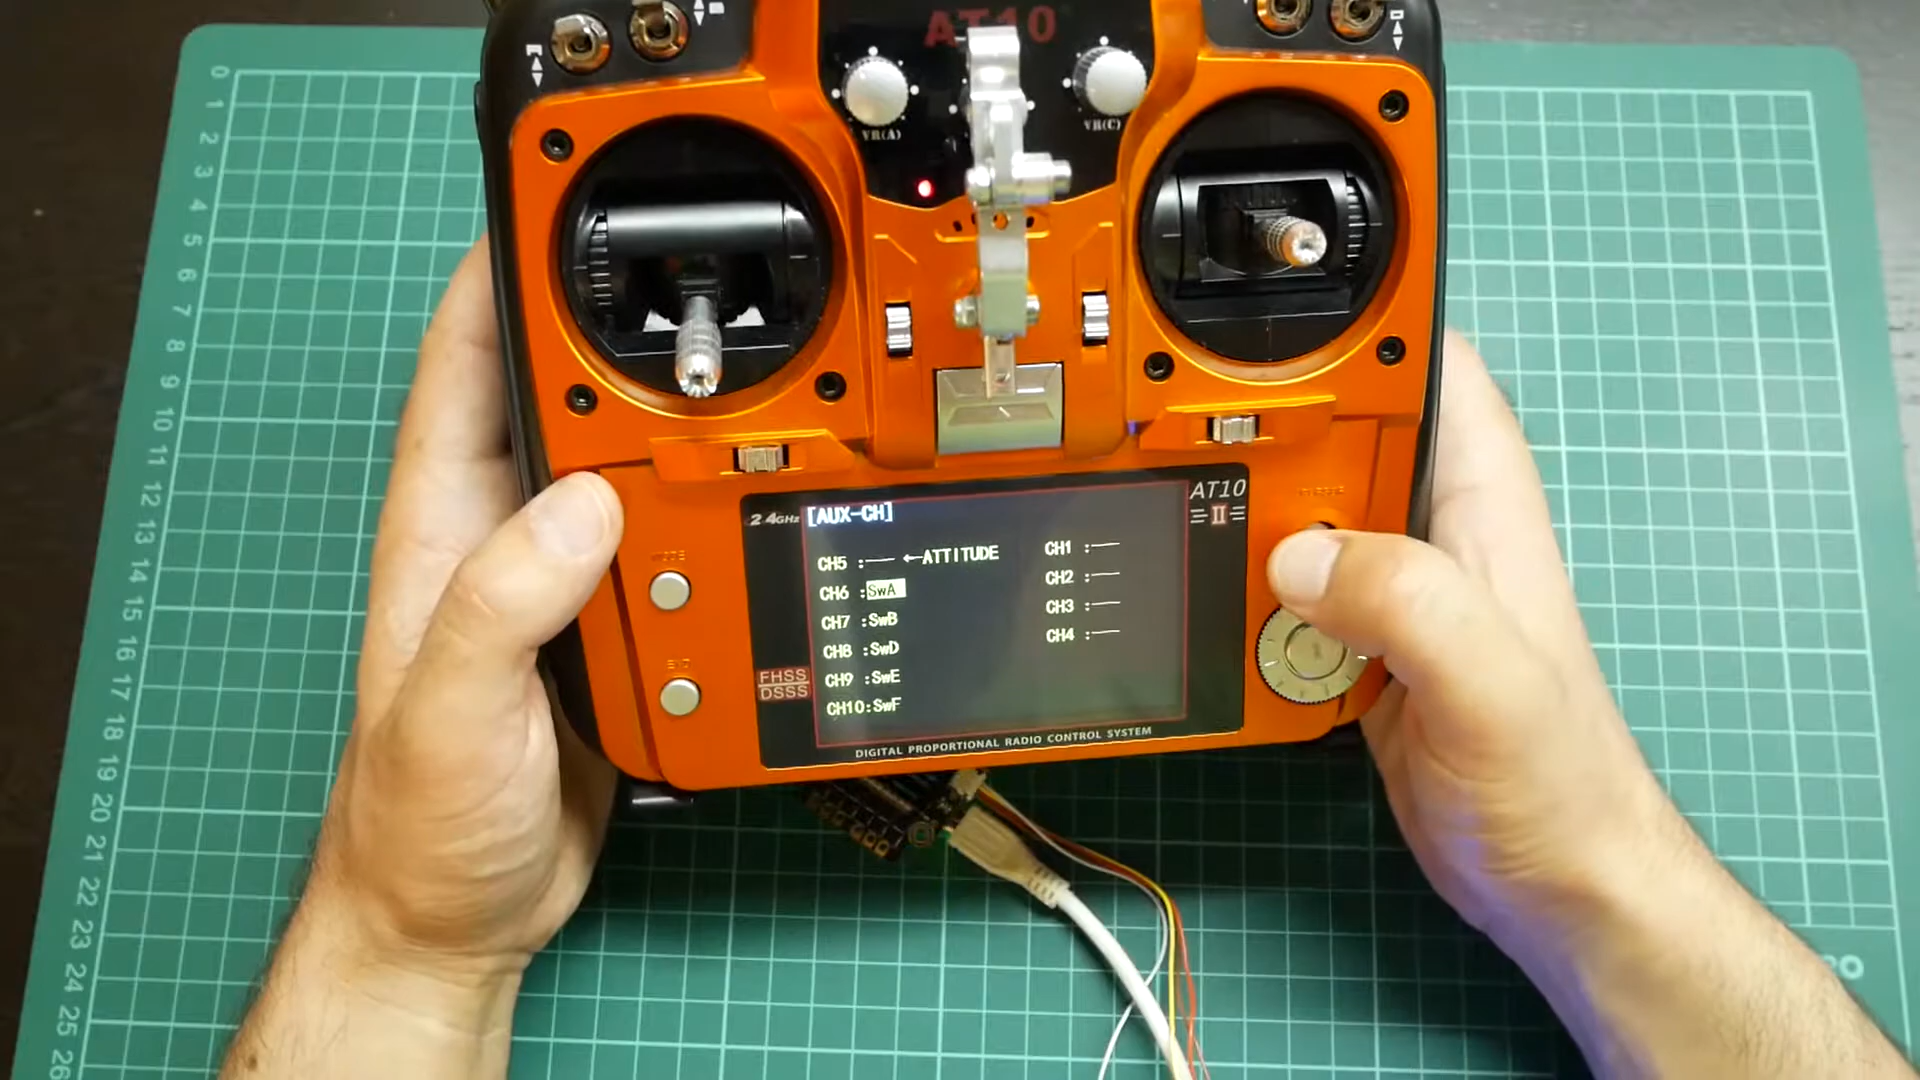 AT10
VR(A)
VR(C)
2.4GHz
[AUX-CH]
AT10
II
CH5 :—— ←ATTITUDE
CH6 :SwA
CH7 :SwB
CH8 :SwD
CH9 :SwE
CH10:SwF
CH1 :——
CH2 :——
CH3 :——
CH4 :——
MODE
END
FHSS
DSSS
DIGITAL PROPORTIONAL RADIO CONTROL SYSTEM
0
1
2
3
4
5
6
7
8
9
10
11
12
13
14
15
16
17
18
19
20
21
22
23
24
25
26